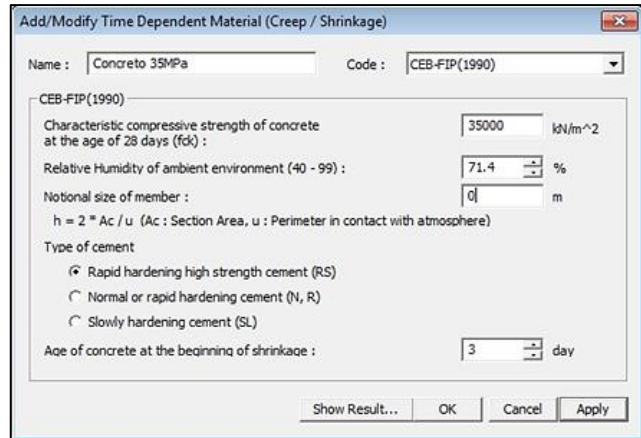 Add/Modify Time Dependent Material (Creep / Shrinkage)
Name : Concreto 35MPa Code : CEB-FIP(1990)
CEB-FIP(1990)
Characteristic compressive strength of concrete
at the age of 28 days (fck) : 35000 kN/m^2
Relative Humidity of ambient environment (40 - 99) : 71.4 %
Notional size of member : 0 m
h = 2 * Ac / u (Ac : Section Area, u : Perimeter in contact with atmosphere)
Type of cement
Rapid hardening high strength cement (RS)
Normal or rapid hardening cement (N, R)
Slowly hardening cement (SL)
Age of concrete at the beginning of shrinkage : 3 day
Show Result... OK Cancel Apply